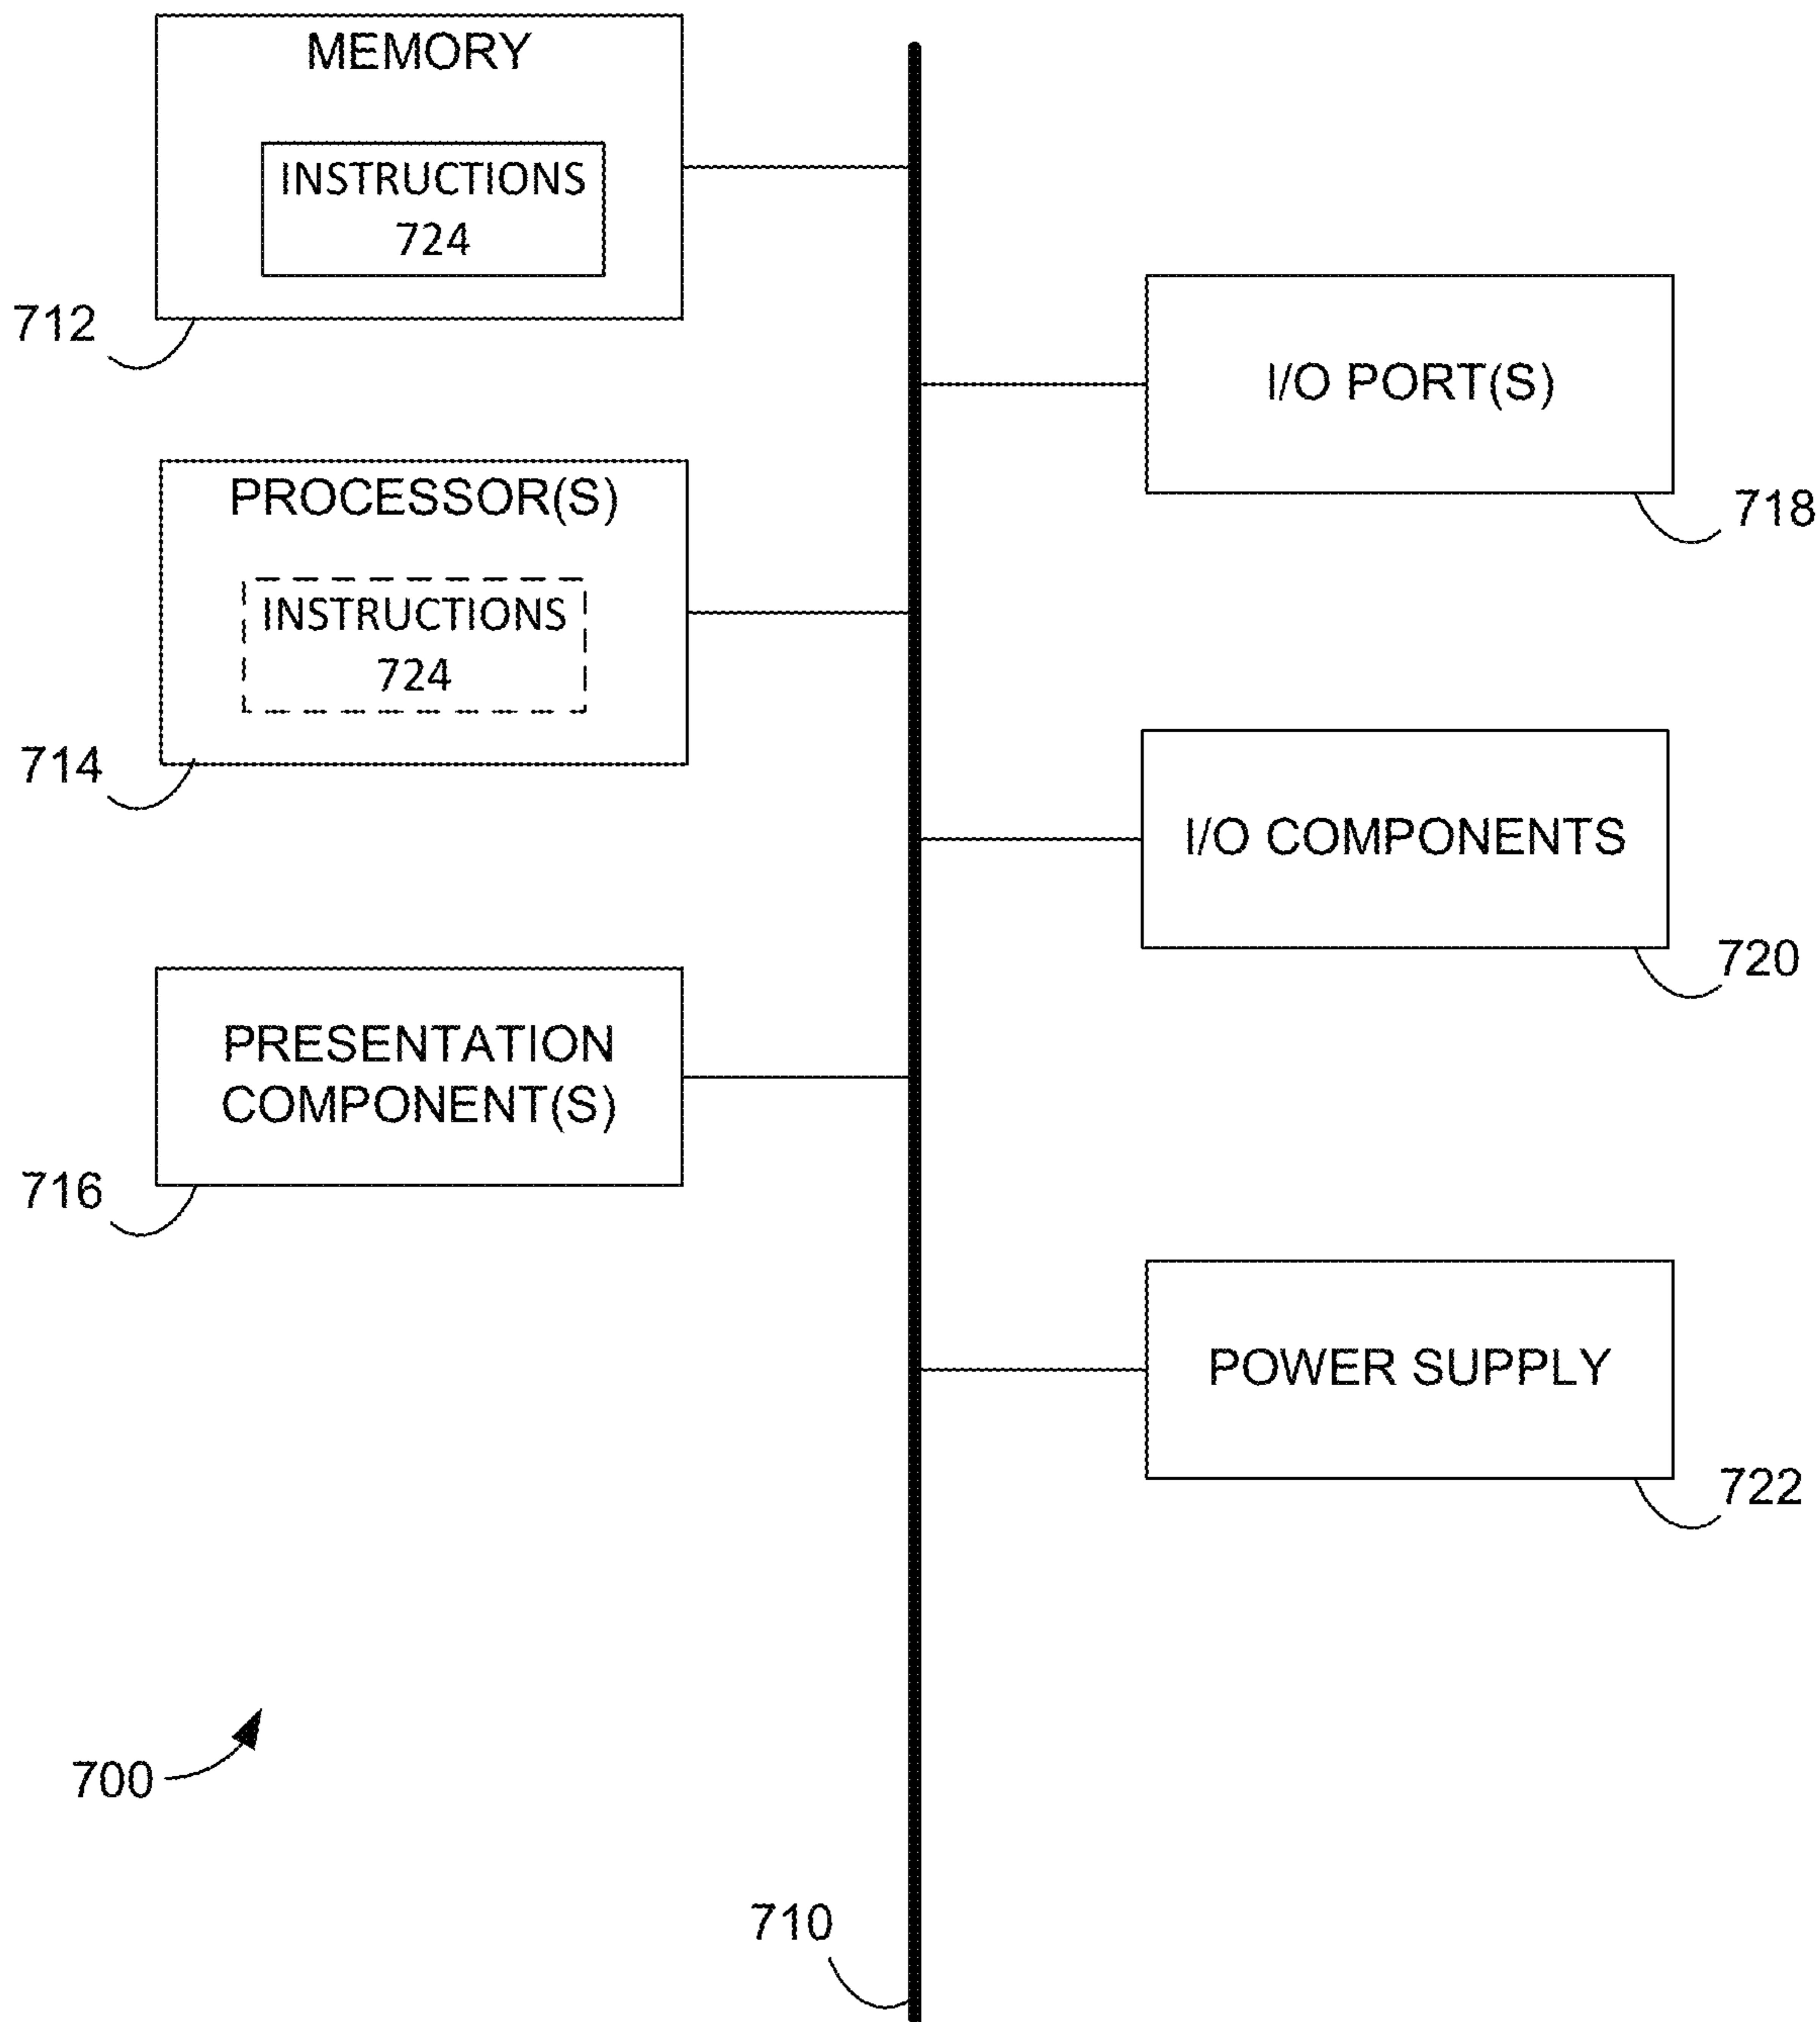 MEMORY
INSTRUCTIONS
724
712
I/O PORT(S)
718
PROCESSOR(S)
INSTRUCTIONS
724
714
I/O COMPONENTS
720
PRESENTATION
COMPONENT(S)
716
POWER SUPPLY
722
700
710